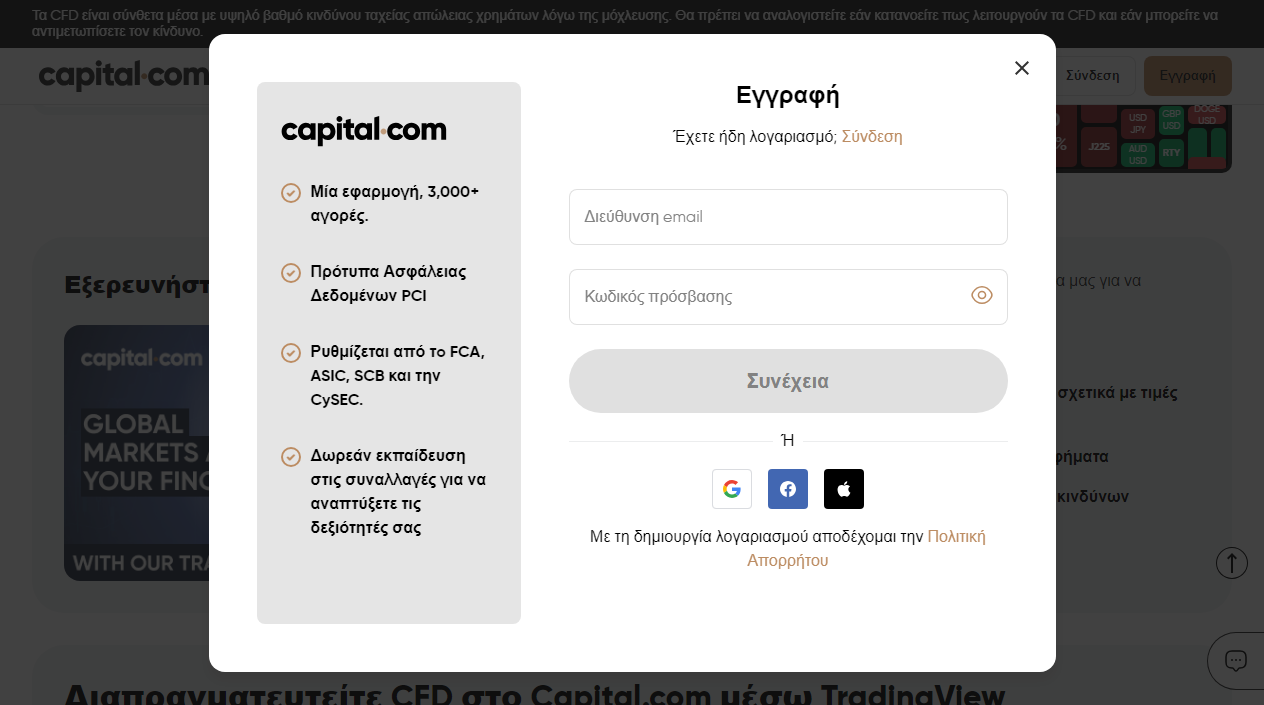 Τα CFD είναι σύνθετα μέσα με υψηλό βαθμό κινδύνου ταχείας απώλειας χρημάτων λόγω της μόχλευσης. Θα πρέπει να αναλογιστείτε εάν κατανοείτε πως λειτουργούν τα CFD και εάν μπορείτε να
αντιμετωπίσετε τον κίνδυνο.
capital.com
Σύνδεση
Εγγραφή
capital.com
Μία εφαρμογή, 3,000+
αγορές.
Πρότυπα Ασφάλειας
Δεδομένων PCI
Ρυθμίζεται από το FCA,
ASIC, SCB και την
CySEC.
Δωρεάν εκπαίδευση
στις συναλλαγές για να
αναπτύξετε τις
δεξιότητές σας
Εγγραφή
Έχετε ήδη λογαριασμό; Σύνδεση
Διεύθυνση email
Κωδικός πρόσβασης
Συνέχεια
Ή
Με τη δημιουργία λογαριασμού αποδέχομαι την Πολιτική
Απορρήτου
USD
JPY
GBP
USD
DOGE
USD
%
J225
AUD
USD
RTY
μας για να
capital.com
GLOBAL
MARKETS
YOUR
WITH OUR
σχετικά με τιμές
κινδύνων
Διαπραγματευτείτε CFD στο Capital.com μέσω TradingView